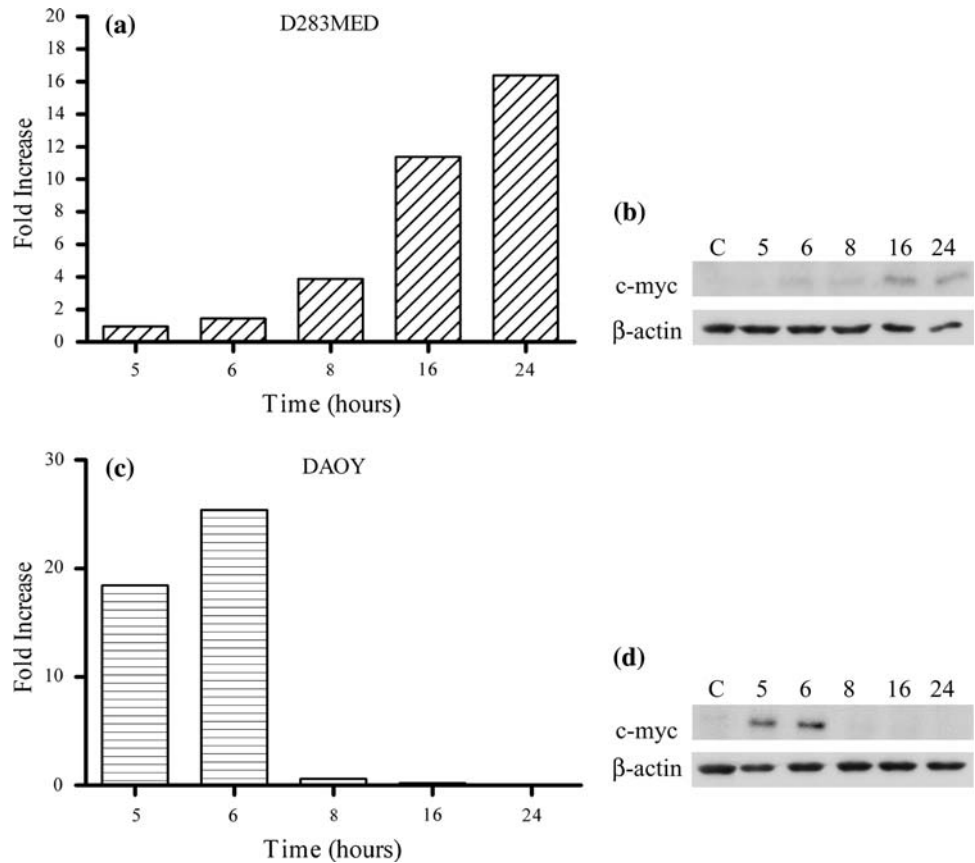 (a) D283MED
20
18
16
14
12
10
8
6
4
2
0
Fold Increase
5 6 8 16 24
Time (hours)
(b)
C 5 6 8 16 24
c-myc
β-actin
(c) DAOY
30
20
10
0
Fold Increase
5 6 8 16 24
Time (hours)
(d)
C 5 6 8 16 24
c-myc
β-actin